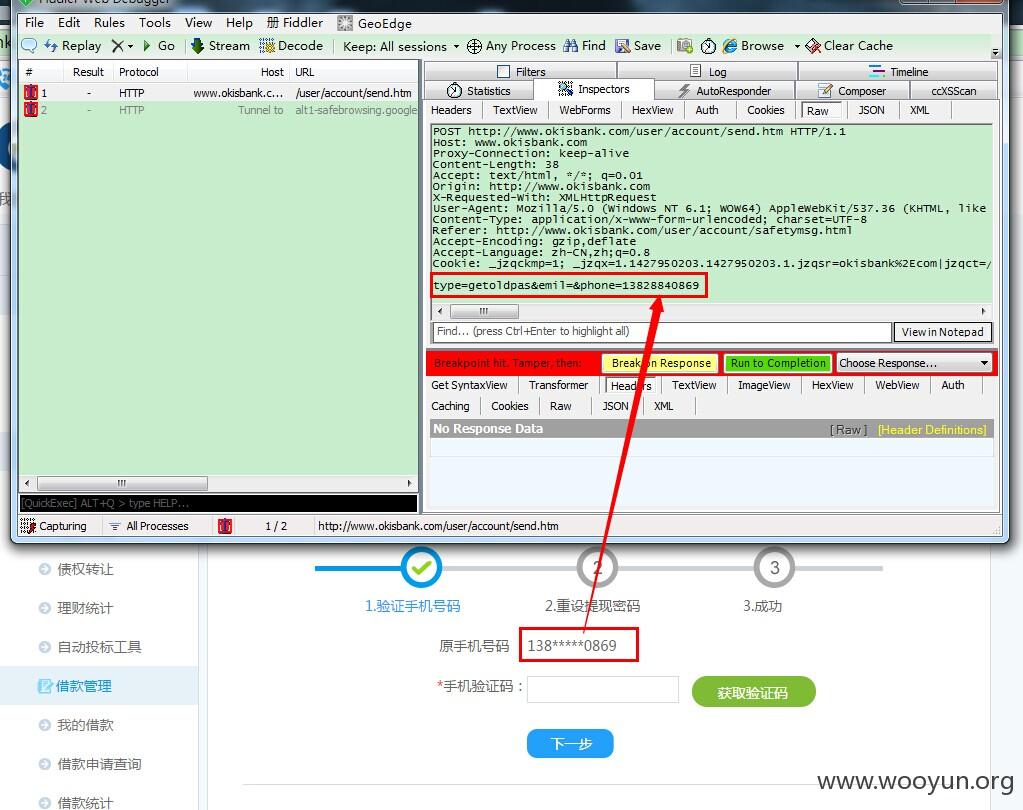 Fiddler Web Debugger
File Edit Rules Tools View Help 册 Fiddler GeoEdge
Replay Go Stream Decode Keep: All sessions Any Process Find Save Browse Clear Cache
# Result Protocol Host URL
1 - HTTP www.okisbank.c... /user/account/send.htm
2 - HTTP Tunnel to alt1-safebrowsing.google
[QuickExec] ALT+Q > type HELP...
Filters Log Timeline
Statistics Inspectors AutoResponder Composer ccXSScan
Headers TextView WebForms HexView Auth Cookies Raw JSON XML
POST http://www.okisbank.com/user/account/send.htm HTTP/1.1
Host: www.okisbank.com
Proxy-Connection: keep-alive
Content-Length: 38
Accept: text/html, */*; q=0.01
Origin: http://www.okisbank.com
X-Requested-With: XMLHttpRequest
User-Agent: Mozilla/5.0 (Windows NT 6.1; WOW64) AppleWebKit/537.36 (KHTML, like
Content-Type: application/x-www-form-urlencoded; charset=UTF-8
Referer: http://www.okisbank.com/user/account/safetymsg.html
Accept-Encoding: gzip,deflate
Accept-Language: zh-CN,zh;q=0.8
Cookie: _jzqckmp=1; _jzqx=1.1427950203.1427950203.1.jzqsr=okisbank%2Ecom|jzqct=/
type=getoldpas&emil=&phone=13828840869
Find... (press Ctrl+Enter to highlight all) View in Notepad
Breakpoint hit. Tamper, then: Break on Response Run to Completion Choose Response...
Get SyntaxView Transformer Headers TextView ImageView HexView WebView Auth
Caching Cookies Raw JSON XML
No Response Data [ Raw ] [Header Definitions]
Capturing All Processes 1 / 2 http://www.okisbank.com/user/account/send.htm
债权转让
理财统计
自动投标工具
借款管理
我的借款
借款申请查询
借款统计
2 3
1.验证手机号码 2.重设提现密码 3.成功
原手机号码 138*****0869
*手机验证码： 获取验证码
下一步
www.wooyun.org